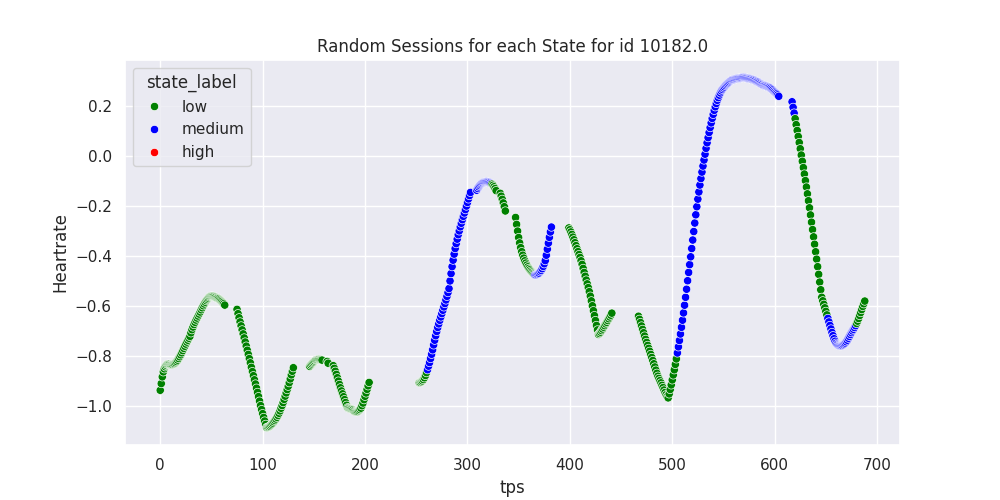 Random Sessions for each State for id 10182.0
state_label
low
medium
high
Heartrate
0.2
0.0
−0.2
−0.4
−0.6
−0.8
−1.0
0 100 200 300 400 500 600 700
tps